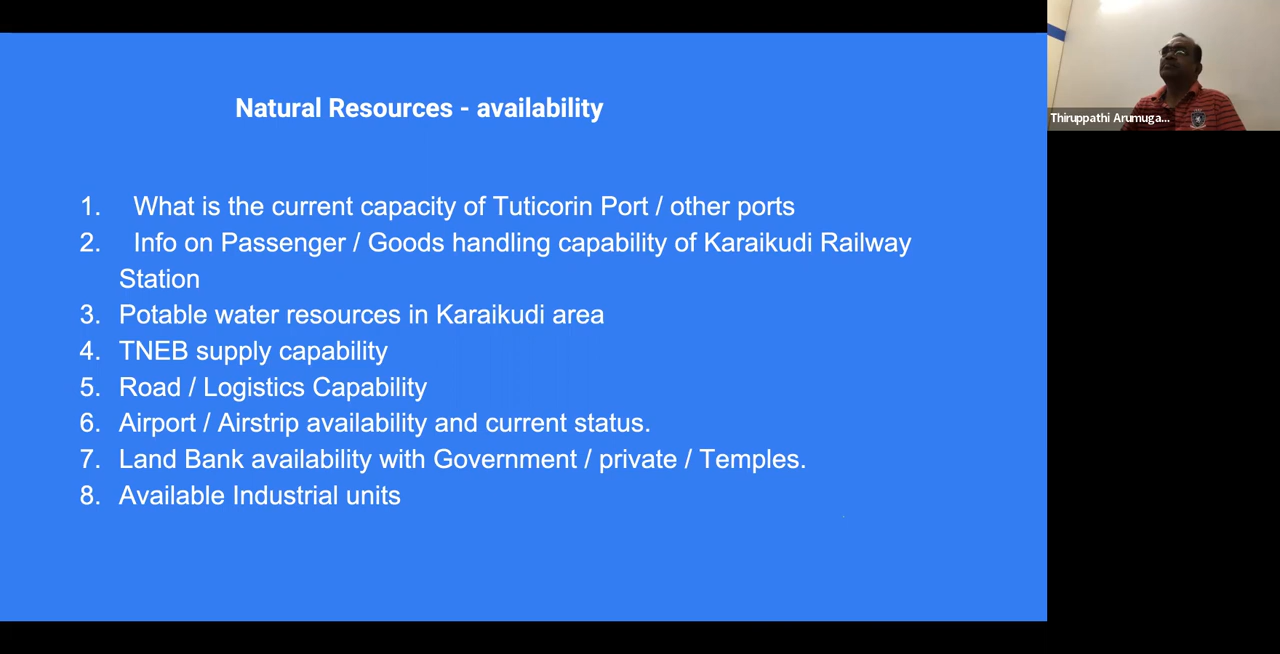 Natural Resources - availability
1. What is the current capacity of Tuticorin Port / other ports
2. Info on Passenger / Goods handling capability of Karaikudi Railway
Station
3. Potable water resources in Karaikudi area
4. TNEB supply capability
5. Road / Logistics Capability
6. Airport / Airstrip availability and current status.
7. Land Bank availability with Government / private / Temples.
8. Available Industrial units
Thiruppathi Arumuga...